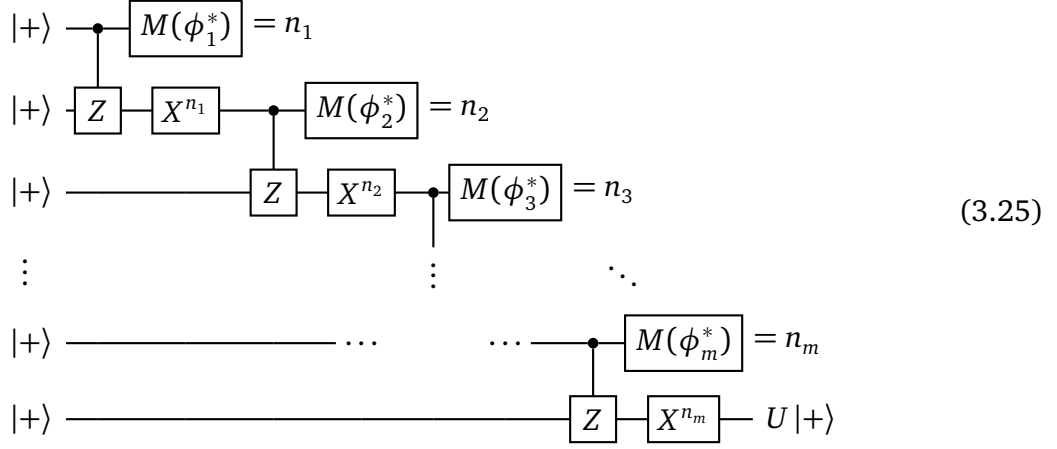 |+⟩ M(ϕ₁*) = n₁
|+⟩ Z X^{n₁} M(ϕ₂*) = n₂
|+⟩ Z X^{n₂} M(ϕ₃*) = n₃
(3.25)
⋮ ⋮ ⋱
|+⟩ ⋯ ⋯ M(ϕₘ*) = nₘ
|+⟩ Z X^{nₘ} U |+⟩